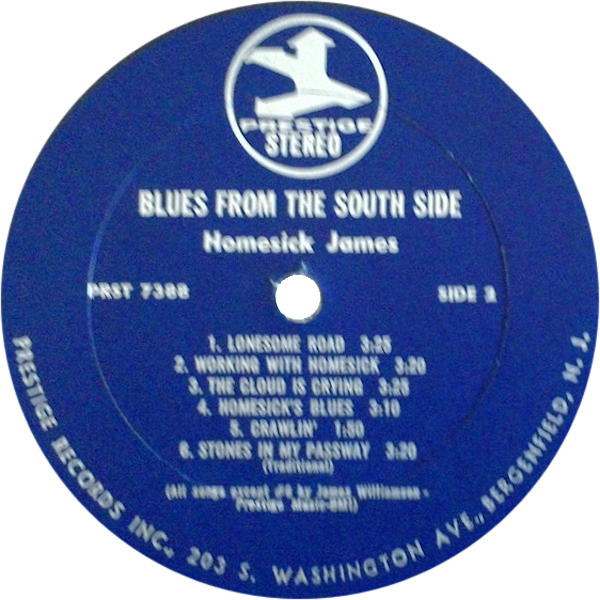 PRESTIGE
STEREO
BLUES FROM THE SOUTH SIDE
Homesick James
PRST 7388
SIDE 2
1. LONESOME ROAD 3:25
2. WORKING WITH HOMESICK 3:20
3. THE CLOUD IS CRYING 3:25
4. HOMESICK'S BLUES 3:10
5. CRAWLIN' 1:50
6. STONES IN MY PASSWAY 3:20
(Traditional)
(All songs except #6 by James Williamson -
Prestige Music-BMI)
PRESTIGE RECORDS INC., 203 S. WASHINGTON AVE., BERGENFIELD, N. J.